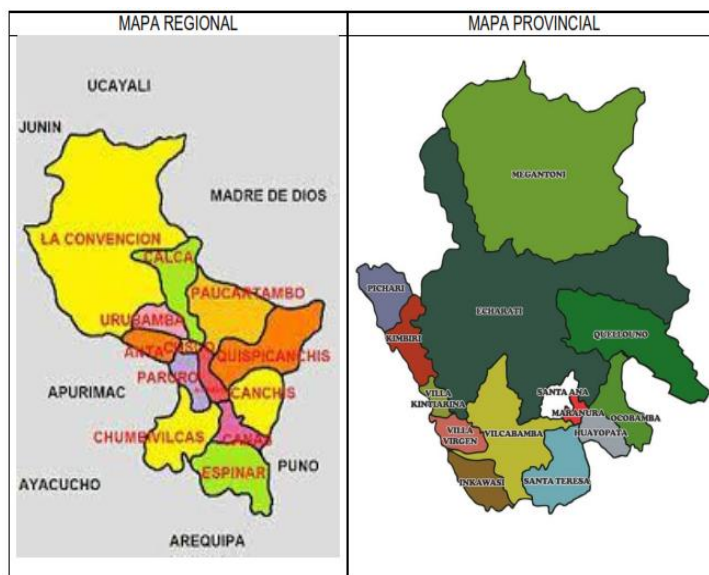 MAPA REGIONAL
MAPA PROVINCIAL
UCAYALI
JUNIN
MADRE DE DIOS
LA CONVENCION
CALCA
PAUCARTAMBO
URUBAMBA
ANTA
CUSCO
QUISPICANCHIS
PARURO
APURIMAC
CANCHIS
CHUMBIVILCAS
CANAS
PUNO
ESPINAR
AYACUCHO
AREQUIPA
MEGANTONI
PICHARI
ECHARATI
KIMBIRI
QUELLOUNO
VILLA
KINTIARINA
SANTA ANA
MARANURA
OCOBAMBA
VILLA
VIRGEN
VILCABAMBA
HUAYOPATA
INKAWASI
SANTA TERESA